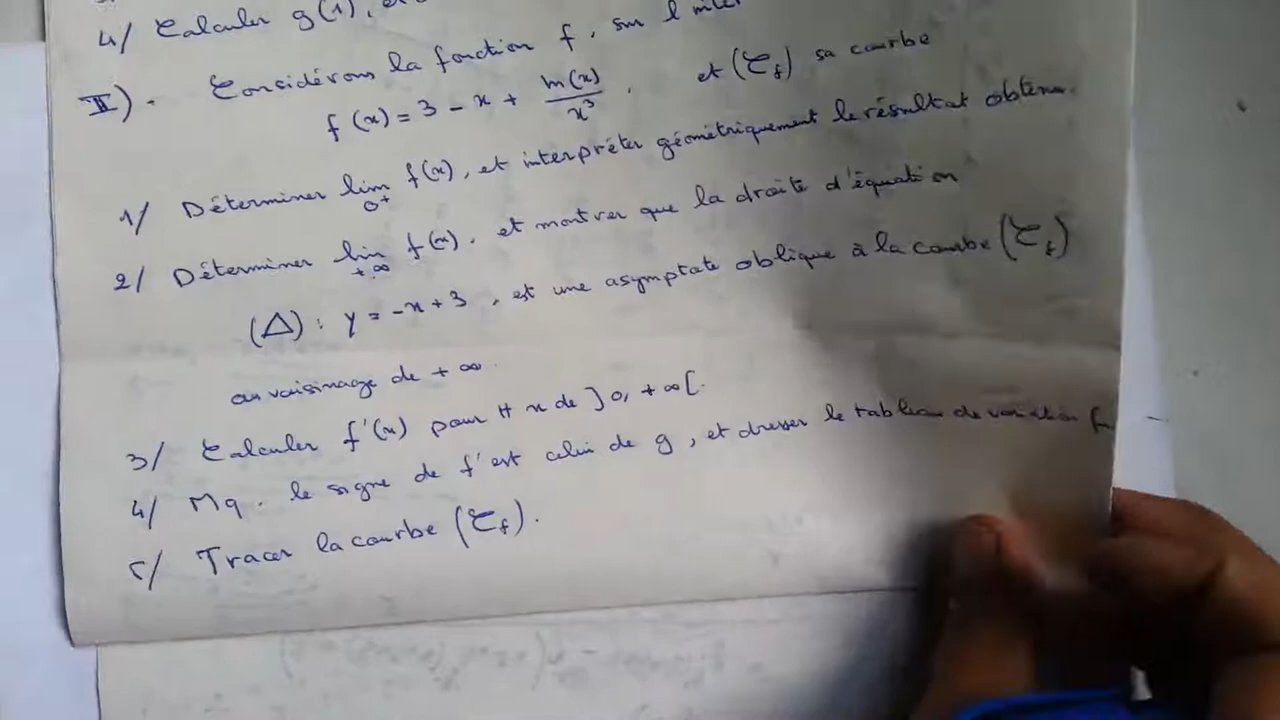 4/ Calculer g(1),
II). Considérons la fonction f, sur l'
f(x) = 3 - x + ln(x)/x³, et (ℭf) sa courbe
1/ Déterminer lim 0⁺ f(x), et interpréter géométriquement le résultat obtenu.
2/ Déterminer lim +∞ f(x), et montrer que la droite d'équation
(Δ): y = -x + 3, est une asymptote oblique à la courbe (ℭf)
au voisinage de +∞.
3/ Calculer f'(x) pour ∀ x de ]0, +∞[.
4/ Mq. le signe de f' est celui de g, et dresser le tableau de variation
5/ Tracer la courbe (ℭf).